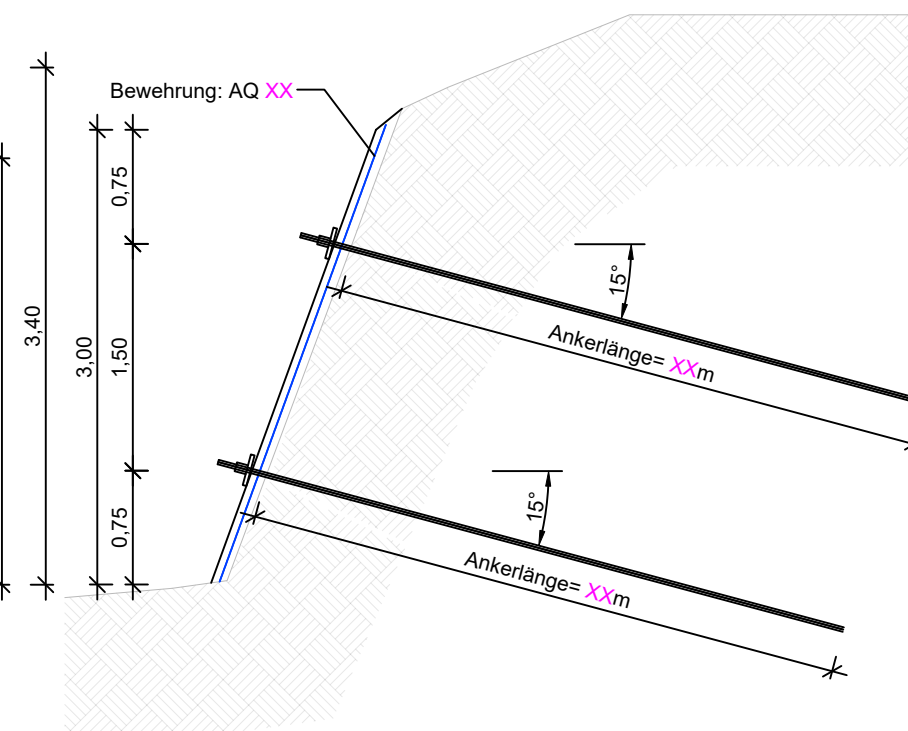 Bewehrung: AQ XX
3,40
3,00
0,75
1,50
0,75
15°
Ankerlänge= XXm
15°
Ankerlänge= XXm